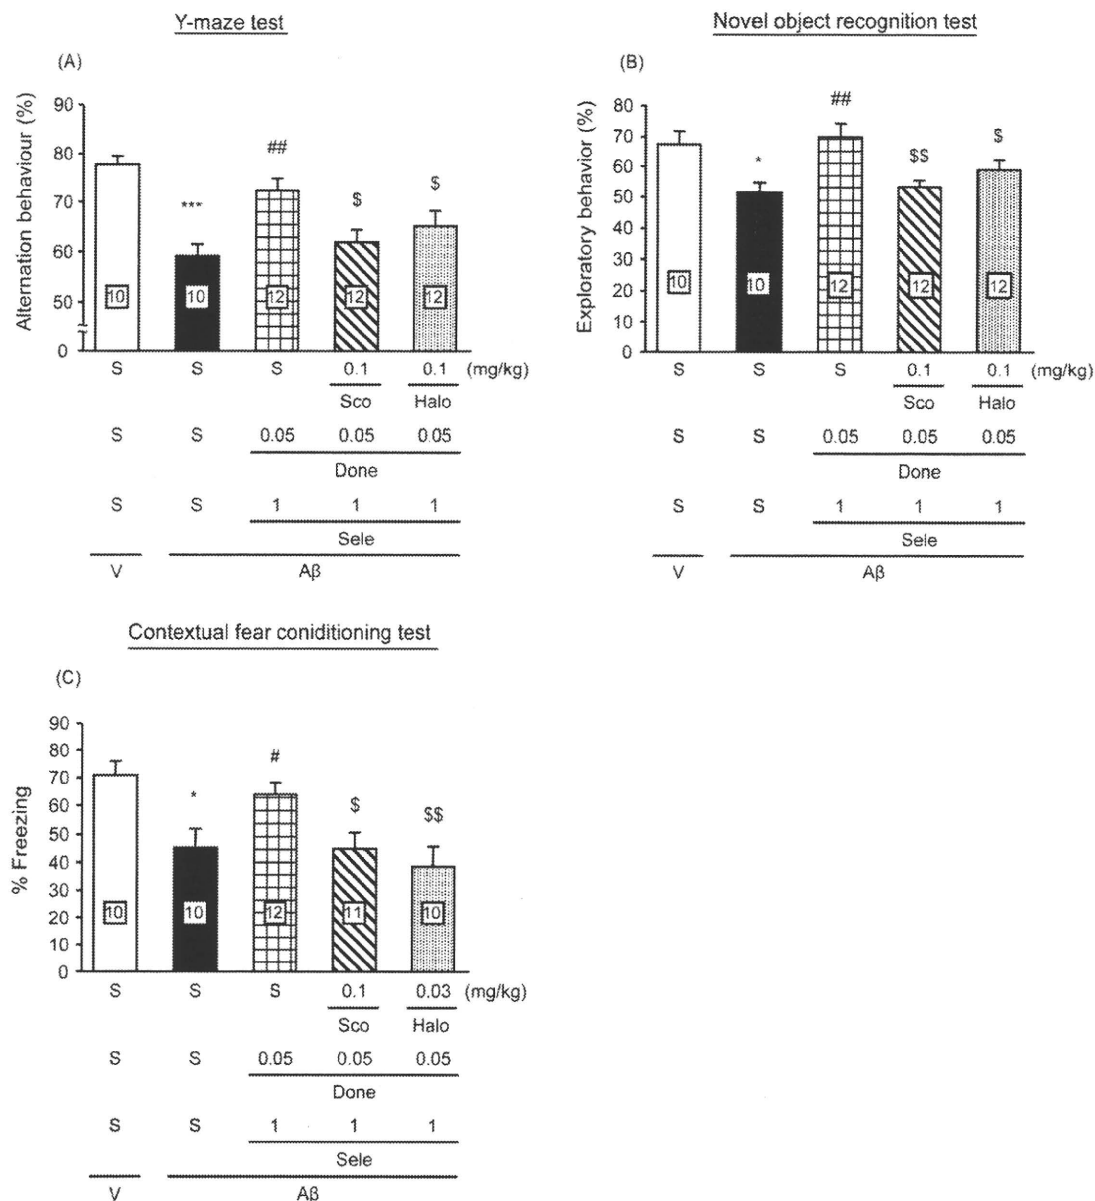 Y-maze test
(A)
Alternation behaviour (%)
90
80
70
60
50
0
***
##
$
$
10 10 12 12 12
S S S 0.1 0.1 (mg/kg)
Sco Halo
S S 0.05 0.05 0.05
Done
S S 1 1 1
Sele
V Aβ
Novel object recognition test
(B)
Exploratory behavior (%)
80
70
60
50
40
30
20
10
0
*
##
$$
$
10 10 12 12 12
S S S 0.1 0.1 (mg/kg)
Sco Halo
S S 0.05 0.05 0.05
Done
S S 1 1 1
Sele
V Aβ
Contextual fear coniditioning test
(C)
% Freezing
90
80
70
60
50
40
30
20
10
0
*
#
$
$$
10 10 12 11 10
S S S 0.1 0.03 (mg/kg)
Sco Halo
S S 0.05 0.05 0.05
Done
S S 1 1 1
Sele
V Aβ